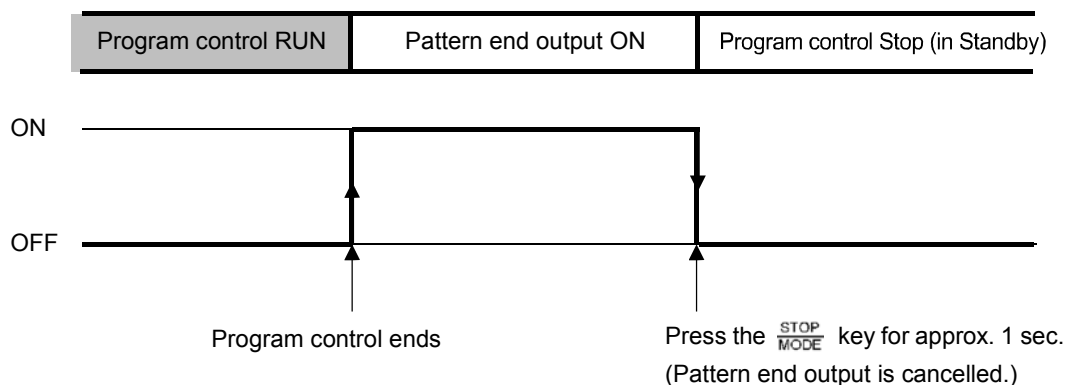 Program control RUN Pattern end output ON Program control Stop (in Standby)
ON
OFF
Program control ends
Press the STOP/MODE key for approx. 1 sec.
(Pattern end output is cancelled.)